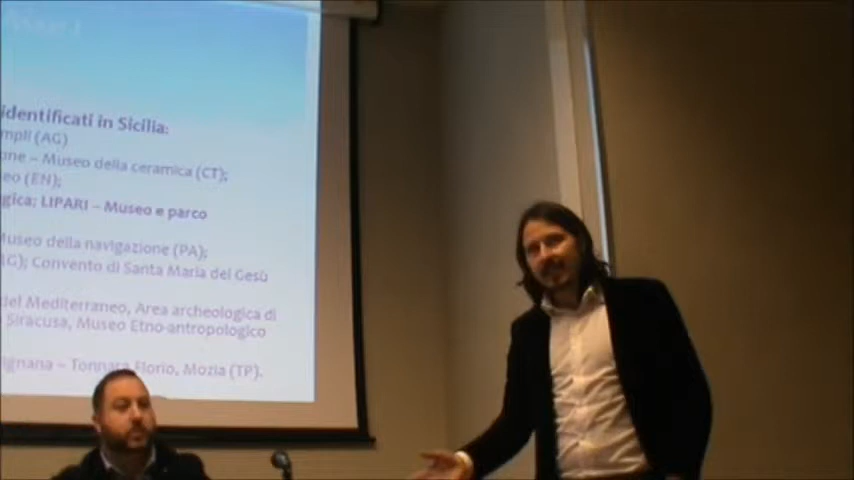 identificati in Sicilia:
mpli (AG)
one – Museo della ceramica (CT);
eo (EN);
gica; LIPARI – Museo e parco
Museo della navigazione (PA);
G); Convento di Santa Maria del Gesù
del Mediterraneo, Area archeologica di
Siracusa, Museo Etno-antropologico
ignana – Tonnara Florio, Mozia (TP).